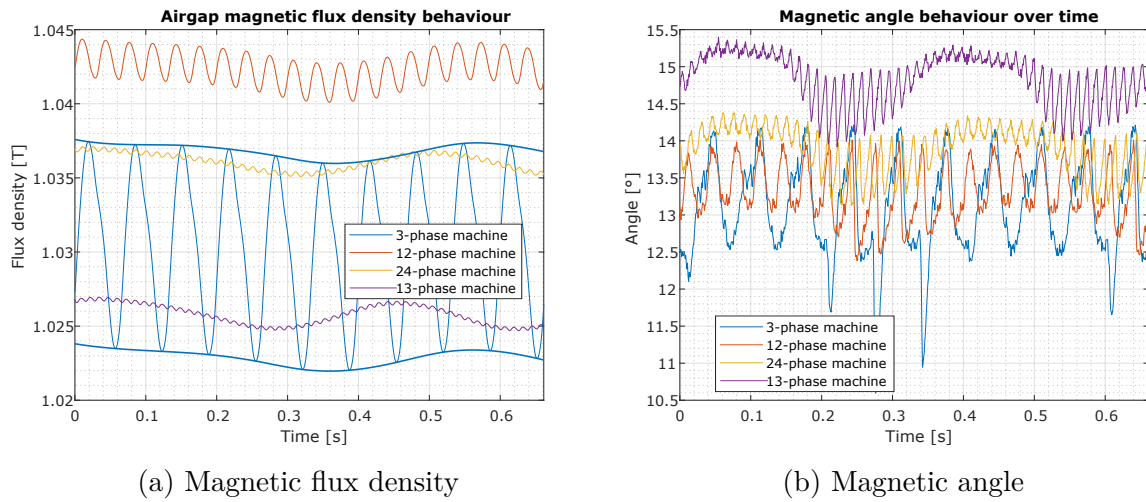 Airgap magnetic flux density behaviour
1.045
1.04
1.035
1.03
1.025
1.02
Flux density [T]
0
0.1
0.2
0.3
0.4
0.5
0.6
Time [s]
3-phase machine
12-phase machine
24-phase machine
13-phase machine
(a) Magnetic flux density
Magnetic angle behaviour over time
15.5
15
14.5
14
13.5
13
12.5
12
11.5
11
10.5
Angle [°]
0
0.1
0.2
0.3
0.4
0.5
0.6
Time [s]
3-phase machine
12-phase machine
24-phase machine
13-phase machine
(b) Magnetic angle